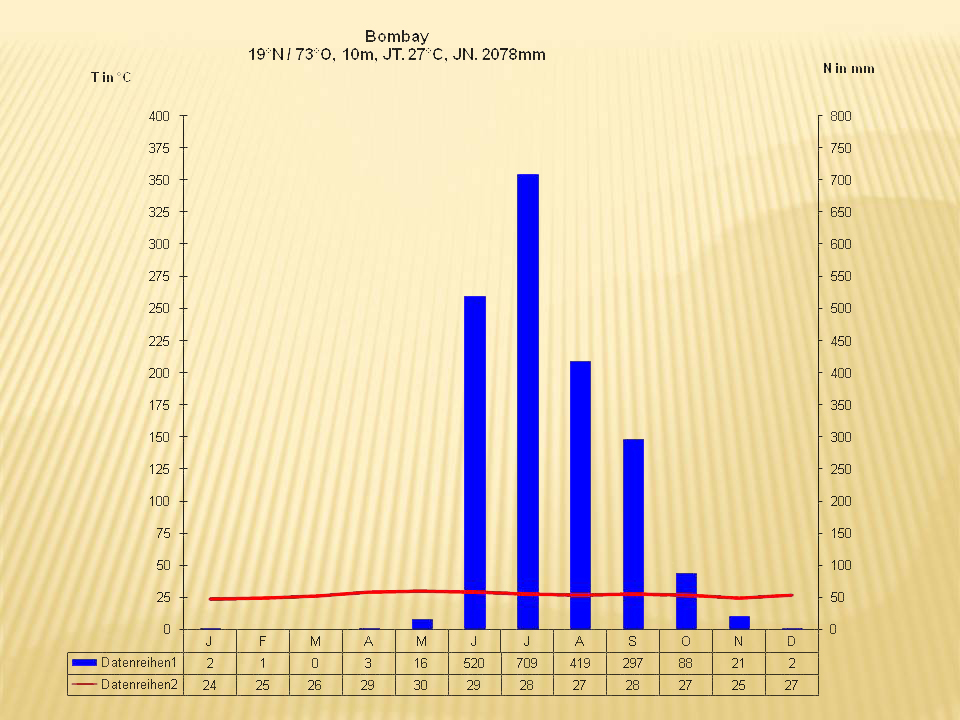 Bombay
19°N / 73°O, 10m, JT. 27°C, JN. 2078mm
T in °C
N in mm
400 800
375 750
350 700
325 650
300 600
275 550
250 500
225 450
200 400
175 350
150 300
125 250
100 200
75 150
50 100
25 50
0 0
J F M A M J J A S O N D
Datenreihen1 2 1 0 3 16 520 709 419 297 88 21 2
Datenreihen2 24 25 26 29 30 29 28 27 28 27 25 27